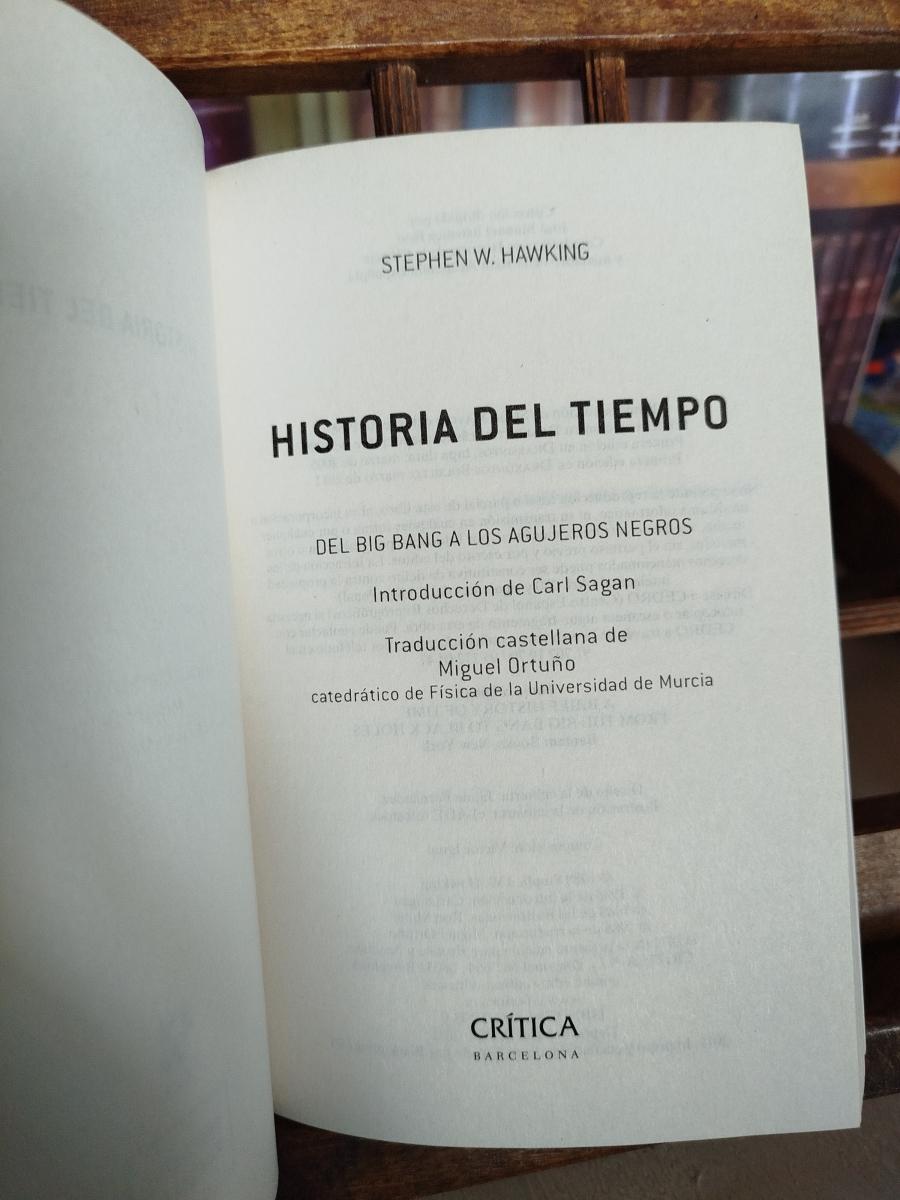 STEPHEN W. HAWKING
HISTORIA DEL TIEMPO
DEL BIG BANG A LOS AGUJEROS NEGROS
Introducción de Carl Sagan
Traducción castellana de
Miguel Ortuño
catedrático de Física de la Universidad de Murcia
CRÍTICA
BARCELONA